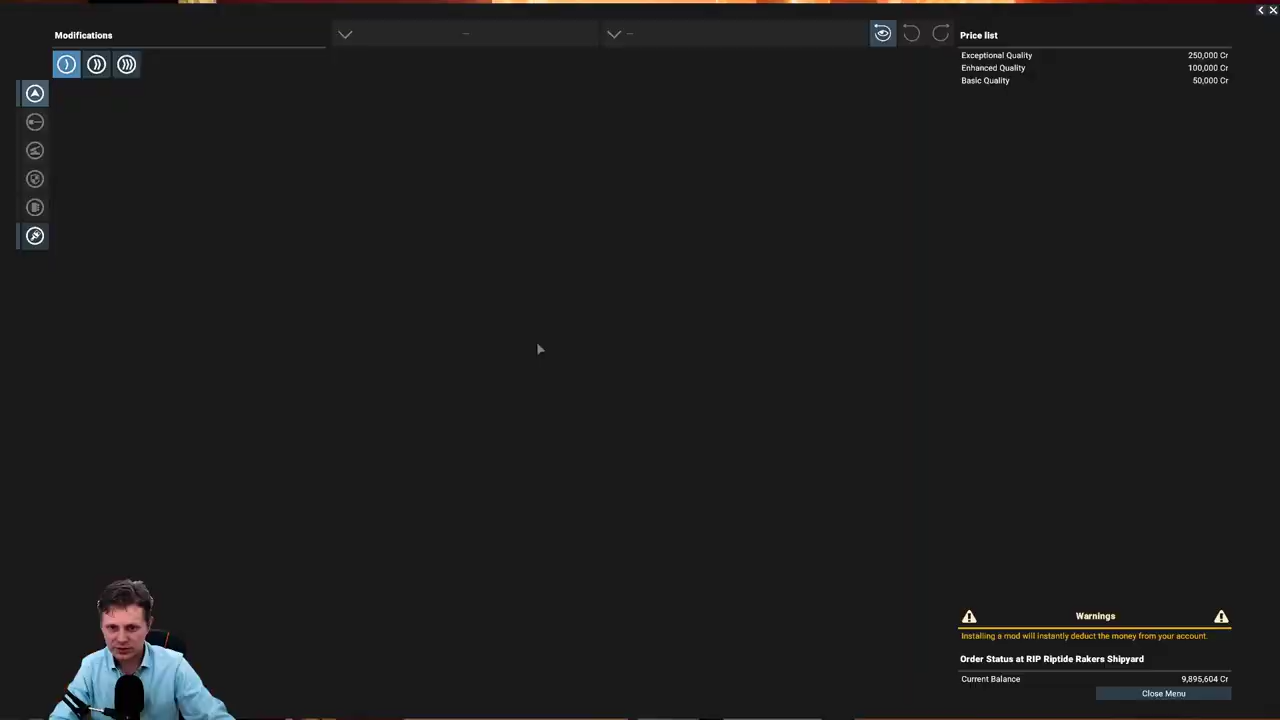 Modifications
--
--
Price list
Exceptional Quality 250,000 Cr
Enhanced Quality 100,000 Cr
Basic Quality 50,000 Cr
Warnings
Installing a mod will instantly deduct the money from your account.
Order Status at RIP Riptide Rakers Shipyard
Current Balance 9,895,604 Cr
Close Menu